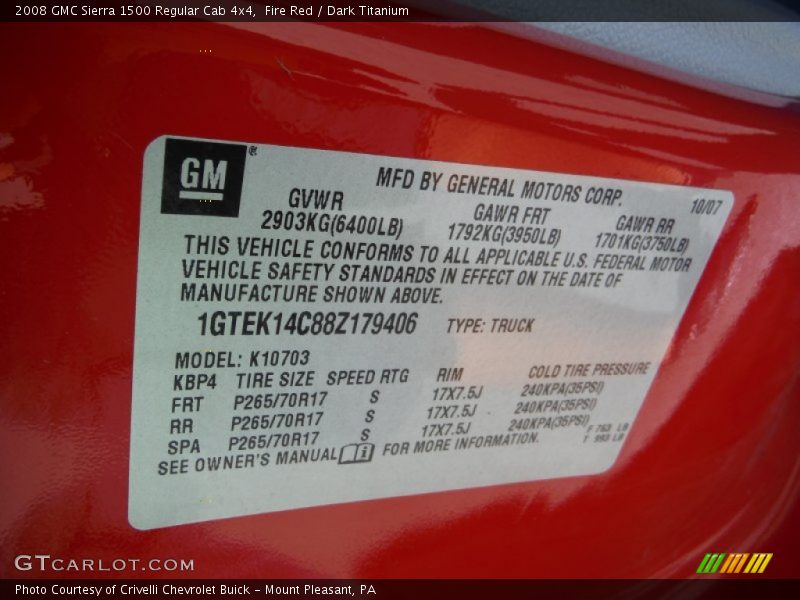 2008 GMC Sierra 1500 Regular Cab 4x4,  Fire Red / Dark Titanium
GM®
MFD BY GENERAL MOTORS CORP.
10/07
GVWR GAWR FRT GAWR RR
2903KG(6400LB) 1792KG(3950LB) 1701KG(3750LB)
THIS VEHICLE CONFORMS TO ALL APPLICABLE U.S. FEDERAL MOTOR
VEHICLE SAFETY STANDARDS IN EFFECT ON THE DATE OF
MANUFACTURE SHOWN ABOVE.
1GTEK14C88Z179406 TYPE: TRUCK
MODEL: K10703
KBP4 TIRE SIZE SPEED RTG RIM COLD TIRE PRESSURE
FRT P265/70R17 S 17X7.5J 240KPA(35PSI)
RR P265/70R17 S 17X7.5J 240KPA(35PSI)
SPA P265/70R17 S 17X7.5J 240KPA(35PSI)
F 763 LB
T 993 LB
SEE OWNER'S MANUAL FOR MORE INFORMATION.
GTCARLOT.COM
Photo Courtesy of Crivelli Chevrolet Buick - Mount Pleasant, PA